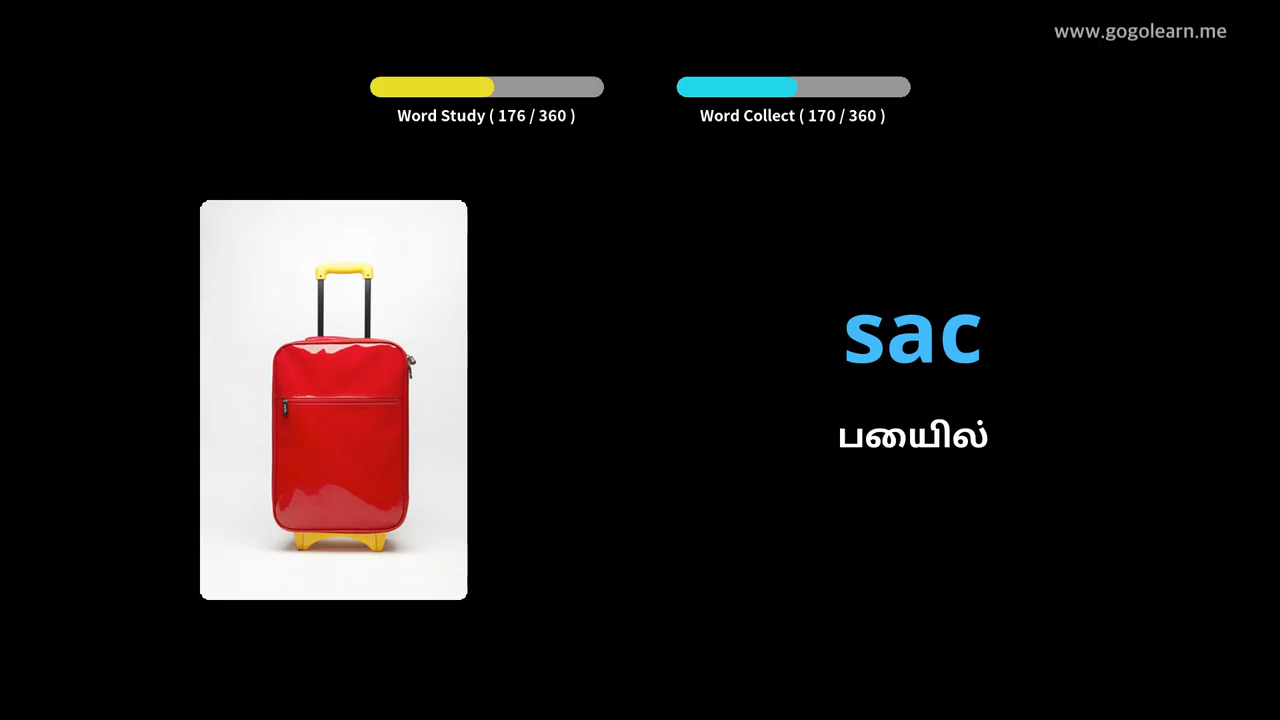 www.gogolearn.me
Word Study ( 176 / 360 )
Word Collect ( 170 / 360 )
sac
பையில்